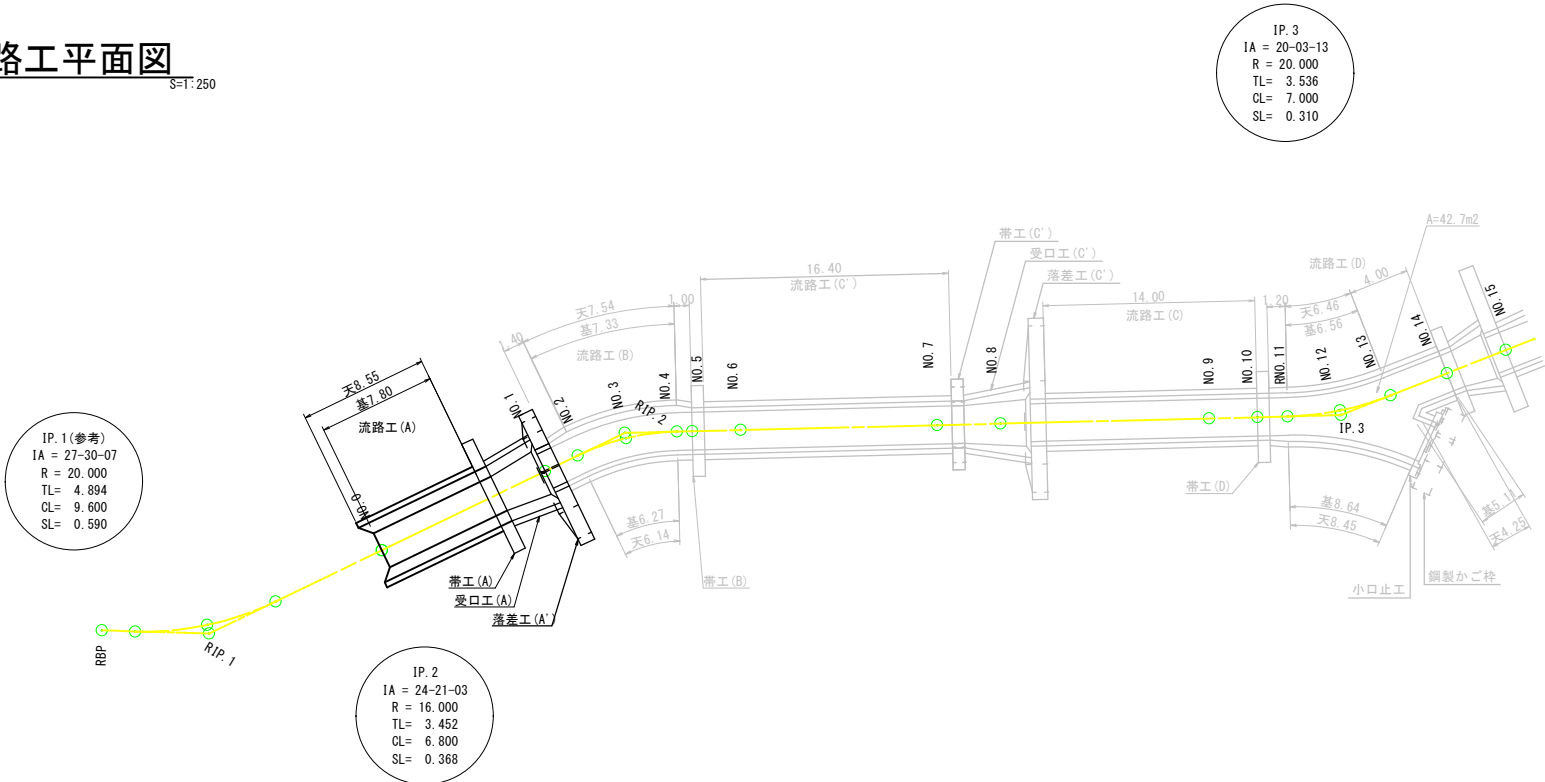 路工平面図
S=1:250
IP.3
IA = 20-03-13
R = 20.000
TL= 3.536
CL= 7.000
SL= 0.310
A=42.7m2
帯工(C')
受口工(C')
落差工(C')
流路工(D)
4.00
16.40
流路工(C')
14.00
流路工(C)
1.20
天6.46
基6.56
1.00
天7.54
基7.33
1.40
流路工(B)
NO.15
NO.14
NO.13
NO.12
RNO.11
NO.10
NO.9
NO.8
NO.7
NO.6
NO.5
NO.4
NO.3
NO.2
NO.1
NO.0
RIP.2
IP.3
天8.55
基7.80
流路工(A)
IP.1(参考)
IA = 27-30-07
R = 20.000
TL= 4.894
CL= 9.600
SL= 0.590
基6.27
天6.14
帯工(B)
帯工(D)
基8.64
天8.45
基5.11
天4.25
鋼製かご枠
小口止工
帯工(A)
受口工(A)
落差工(A')
RBP
RIP.1
IP.2
IA = 24-21-03
R = 16.000
TL= 3.452
CL= 6.800
SL= 0.368